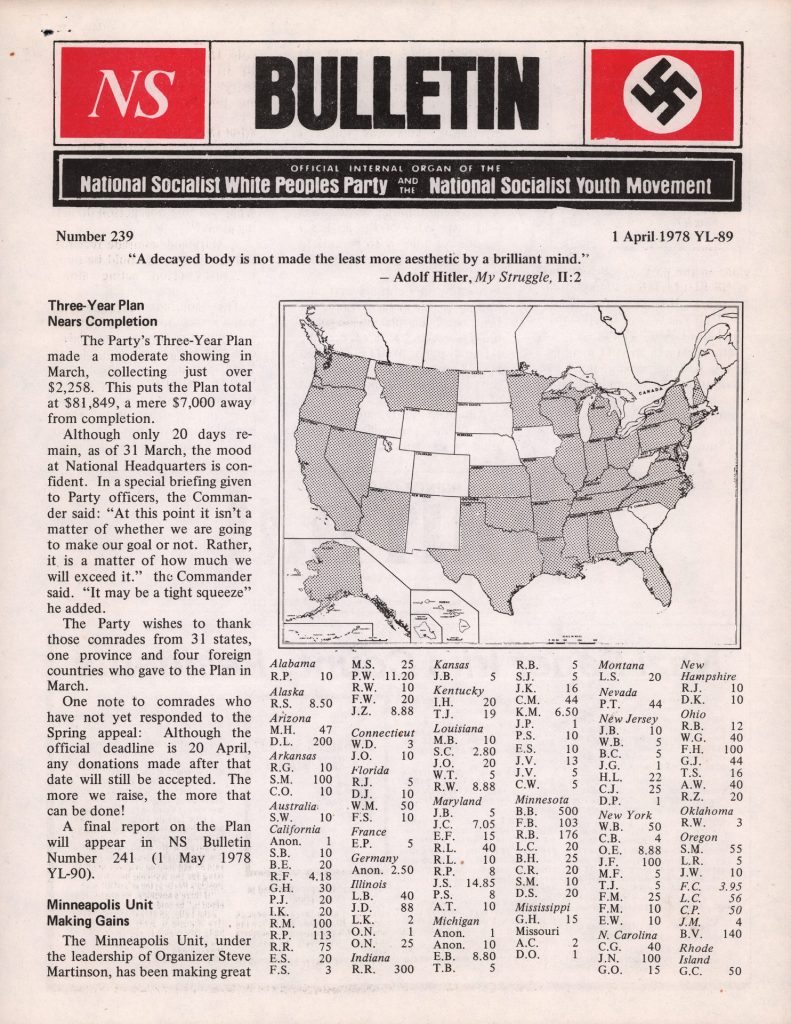 NS
BULLETIN
OFFICIAL INTERNAL ORGAN OF THE
National Socialist White Peoples Party AND THE National Socialist Youth Movement
Number 239
1 April 1978 YL-89
“A decayed body is not made the least more aesthetic by a brilliant mind.”
— Adolf Hitler, My Struggle, II:2
Three-Year Plan
Nears Completion
The Party's Three-Year Plan
made a moderate showing in
March, collecting just over
$2,258. This puts the Plan total
at $81,849, a mere $7,000 away
from completion.
Although only 20 days re-
main, as of 31 March, the mood
at National Headquarters is con-
fident. In a special briefing given
to Party officers, the Comman-
der said: “At this point it isn't a
matter of whether we are going
to make our goal or not. Rather,
it is a matter of how much we
will exceed it.” the Commander
said. “It may be a tight squeeze”
he added.
The Party wishes to thank
those comrades from 31 states,
one province and four foreign
countries who gave to the Plan in
March.
One note to comrades who
have not yet responded to the
Spring appeal: Although the
official deadline is 20 April,
any donations made after that
date will still be accepted. The
more we raise, the more that
can be done!
A final report on the Plan
will appear in NS Bulletin
Number 241 (1 May 1978
YL-90).
Minneapolis Unit
Making Gains
The Minneapolis Unit, under
the leadership of Organizer Steve
Martinson, has been making great
CANADA
NORTH DAKOTA
SOUTH DAKOTA
NEBRASKA
COLORADO
NEW MEXICO
Alabama
R.P. 10
Alaska
R.S. 8.50
Arizona
M.H. 47
D.L. 200
Arkansas
R.G. 10
S.M. 100
C.O. 10
Australia
S.W. 10
California
Anon. 1
S.B. 10
B.E. 20
R.F. 4.18
G.H. 30
P.J. 20
I.K. 20
R.M. 100
R.P. 113
R.R. 75
E.S. 20
F.S. 3
M.S. 25
P.W. 11.20
R.W. 10
F.W. 20
J.Z. 8.88
Connecticut
W.D. 3
J.O. 10
Florida
R.J. 5
D.J. 10
W.M. 50
F.S. 10
France
E.P. 5
Germany
Anon. 2.50
Illinois
L.B. 40
J.D. 88
L.K. 2
O.N. 1
O.N. 25
Indiana
R.R. 300
Kansas
J.B. 5
Kentucky
I.H. 20
T.J. 19
Louisiana
M.B. 10
S.C. 2.80
J.O. 20
W.T. 5
R.W. 8.88
Maryland
J.B. 5
J.C. 7.05
E.F. 15
R.L. 40
R.L. 10
R.P. 8
J.S. 14.85
P.S. 8
A.T. 10
Michigan
Anon. 1
Anon. 10
E.B. 8.80
T.B. 5
R.B. 5
S.J. 5
J.K. 16
C.M. 44
K.M. 6.50
J.P. 1
P.S. 10
E.S. 10
J.V. 13
J.V. 5
C.W. 5
Minnesota
B.B. 500
F.B. 103
R.B. 176
L.C. 20
B.H. 25
C.R. 20
S.M. 10
D.S. 20
Mississippi
G.H. 15
Missouri
A.C. 2
D.O. 1
Montana
L.S. 20
Nevada
P.T. 44
New Jersey
J.B. 10
W.B. 5
B.C. 5
J.G. 1
H.L. 22
C.J. 25
D.P. 1
New York
W.B. 50
C.B. 4
O.E. 8.88
J.F. 100
M.F. 5
T.J. 5
F.M. 25
F.M. 10
E.W. 10
N. Carolina
C.G. 40
J.N. 100
G.O. 15
New
Hampshire
R.J. 10
D.K. 10
Ohio
R.B. 12
W.G. 40
F.H. 100
G.J. 44
T.S. 16
A.W. 40
R.Z. 20
Oklahoma
R.W. 3
Oregon
S.M. 55
L.R. 5
J.W. 10
F.C. 3.95
L.C. 56
C.P. 50
J.M. 4
B.V. 140
Rhode
Island
G.C. 50